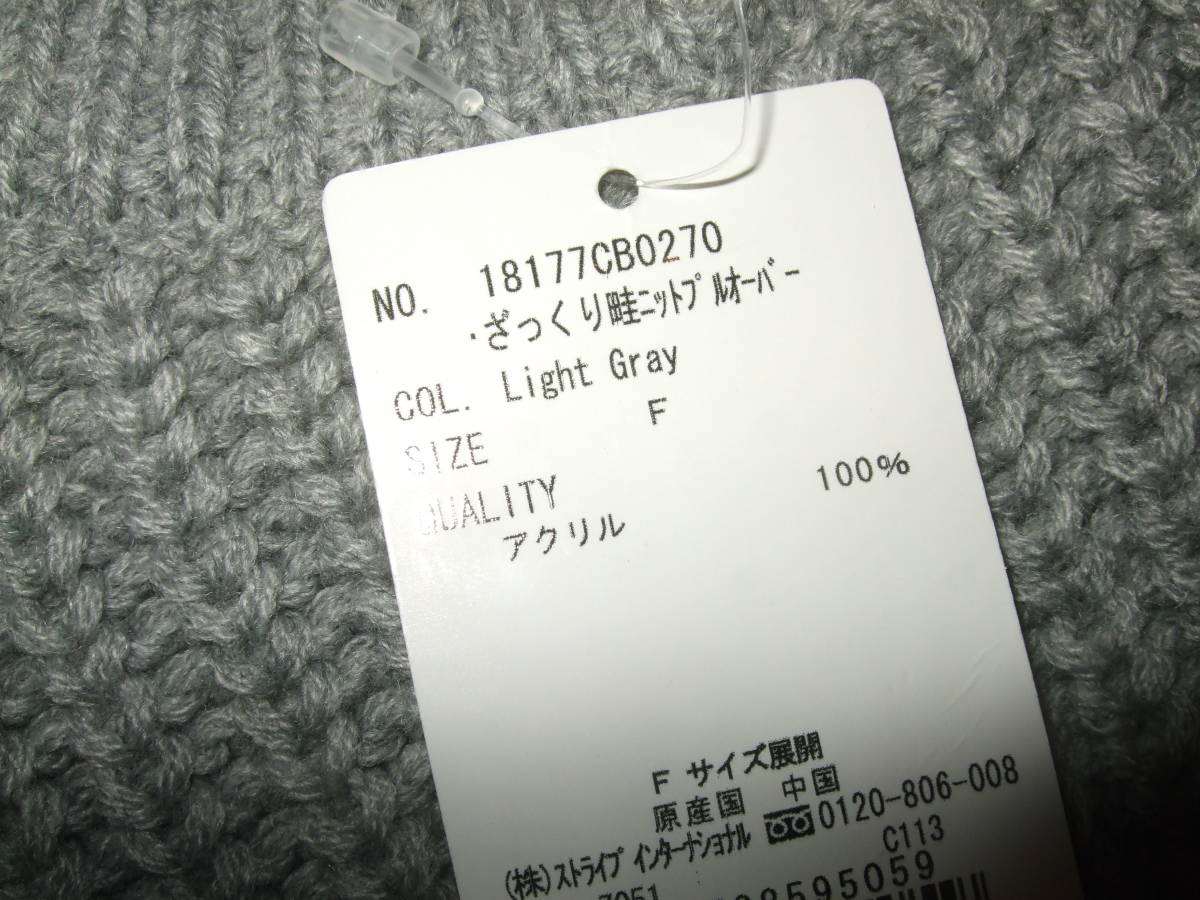 NO. 18177CB0270
・ざっくり畦ニットプルオーバー
COL. Light Gray
SIZE F
QUALITY
アクリル 100%
F サイズ展開
原産国 中国
(株)ストライプインターナショナル 0120-806-008
C113
8595059